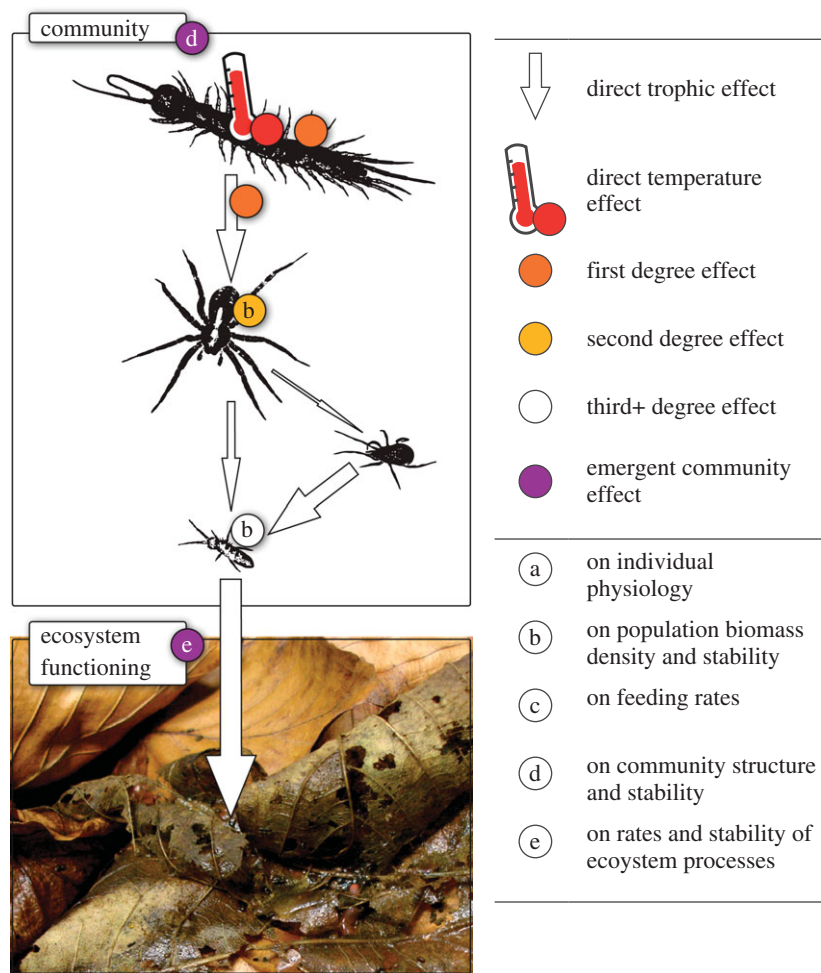 community
d
b
b
ecosystem
functioning
e
direct trophic effect
direct temperature
effect
first degree effect
second degree effect
third+ degree effect
emergent community
effect
a
on individual
physiology
b
on population biomass
density and stability
c
on feeding rates
d
on community structure
and stability
e
on rates and stability of
ecoystem processes